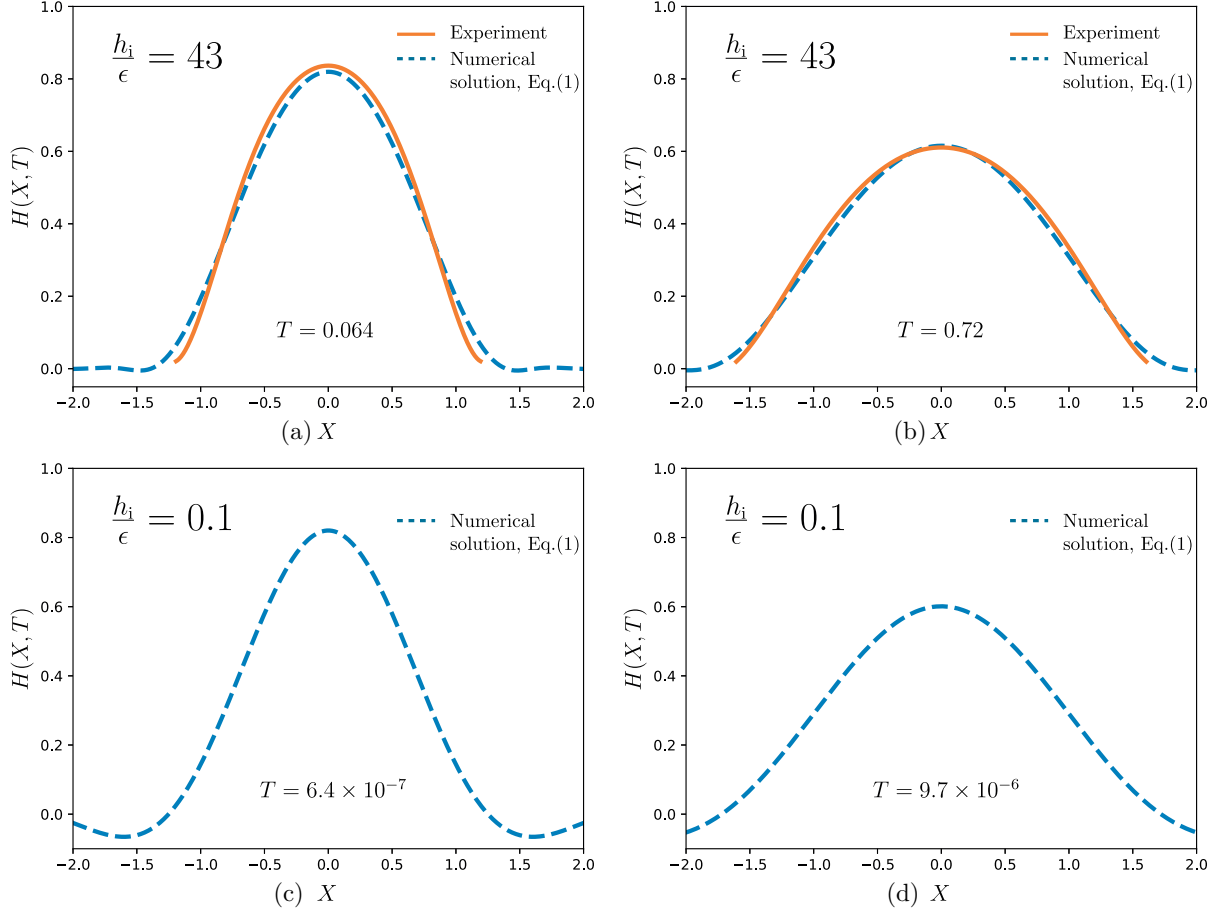 1.0
0.8
0.6
0.4
0.2
0.0
H(X, T)
h_i/ϵ = 43
Experiment
Numerical
solution, Eq.(1)
T = 0.064
−2.0 −1.5 −1.0 −0.5 0.0 0.5 1.0 1.5 2.0
(a) X
1.0
0.8
0.6
0.4
0.2
0.0
H(X, T)
h_i/ϵ = 43
Experiment
Numerical
solution, Eq.(1)
T = 0.72
−2.0 −1.5 −1.0 −0.5 0.0 0.5 1.0 1.5 2.0
(b) X
1.0
0.8
0.6
0.4
0.2
0.0
H(X, T)
h_i/ϵ = 0.1
Numerical
solution, Eq.(1)
T = 6.4 × 10⁻⁷
−2.0 −1.5 −1.0 −0.5 0.0 0.5 1.0 1.5 2.0
(c) X
1.0
0.8
0.6
0.4
0.2
0.0
H(X, T)
h_i/ϵ = 0.1
Numerical
solution, Eq.(1)
T = 9.7 × 10⁻⁶
−2.0 −1.5 −1.0 −0.5 0.0 0.5 1.0 1.5 2.0
(d) X